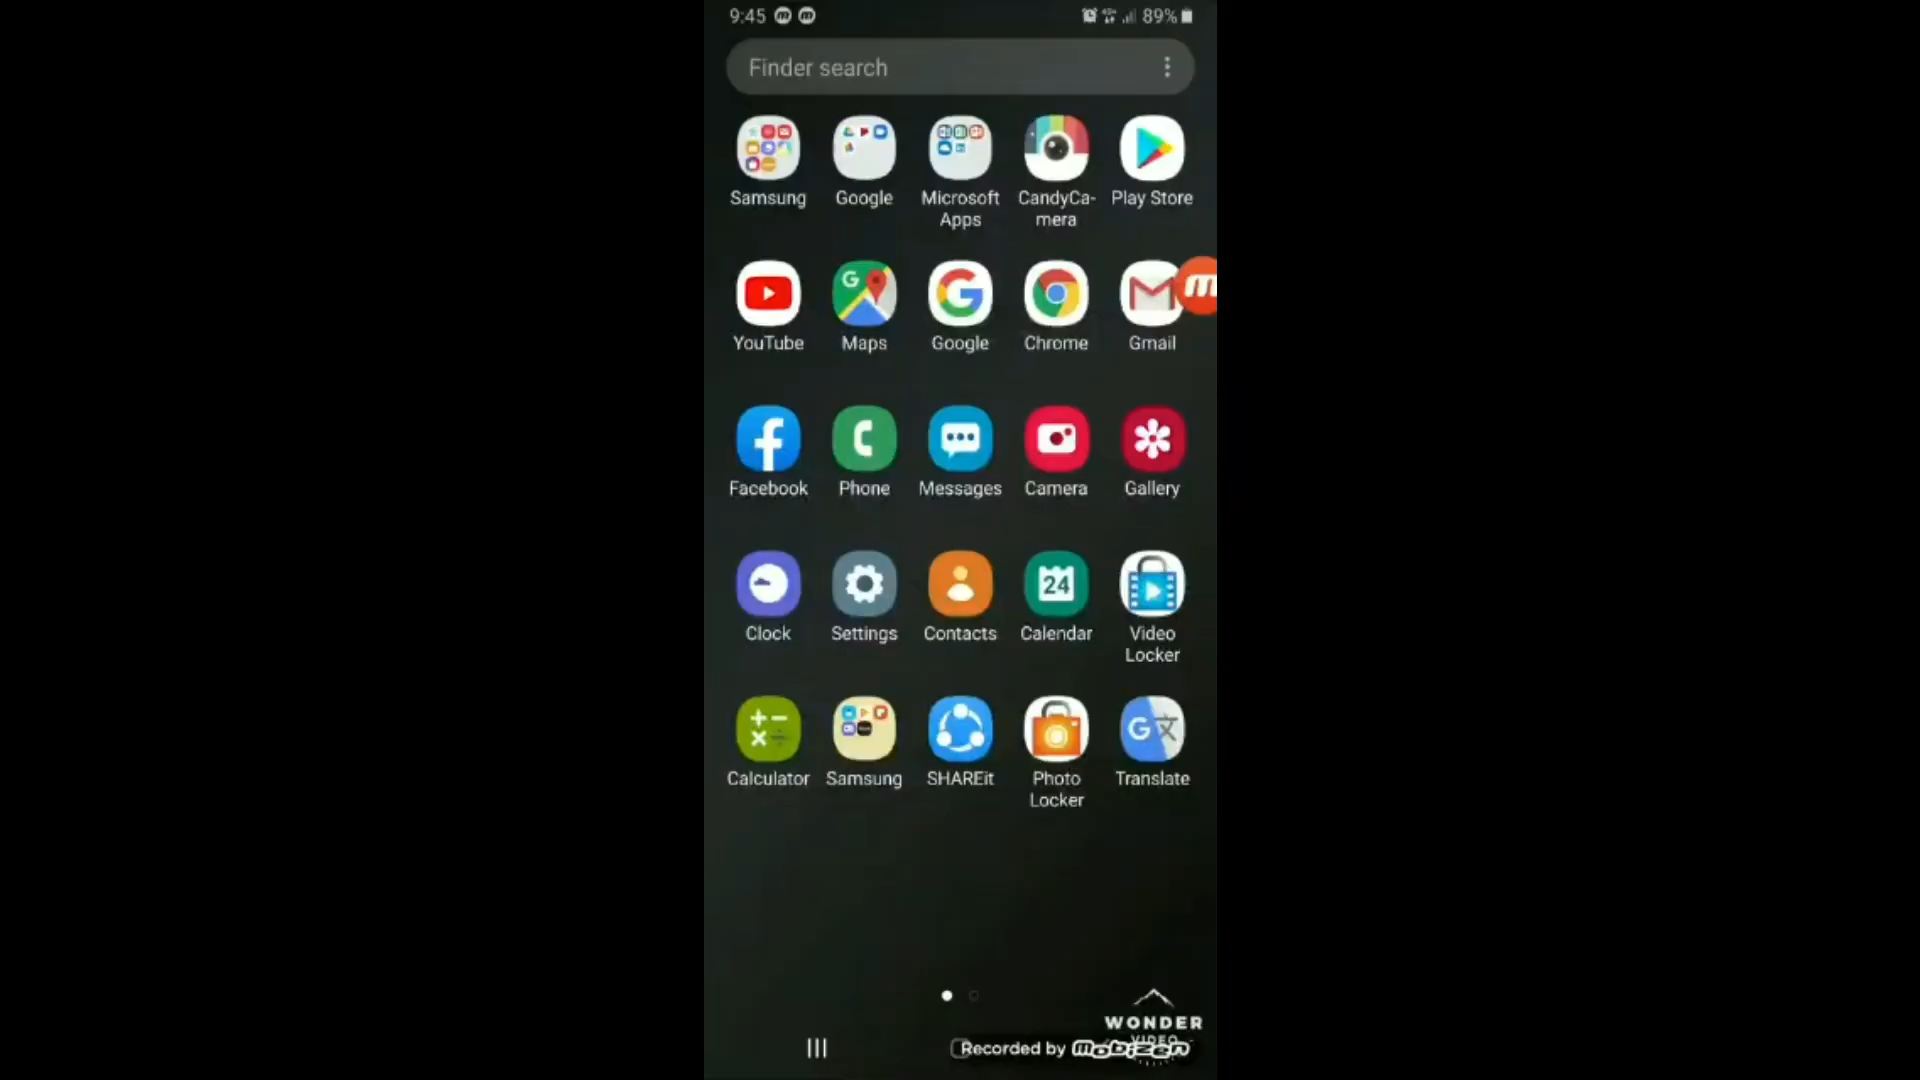 9:45 89%
Finder search
Samsung Google Microsoft Apps CandyCa-mera Play Store
YouTube Maps Google Chrome Gmail
Facebook Phone Messages Camera Gallery
24
Clock Settings Contacts Calendar Video Locker
Calculator Samsung SHAREit Photo Locker Translate
WONDER
VIDEO
Recorded by mobizen